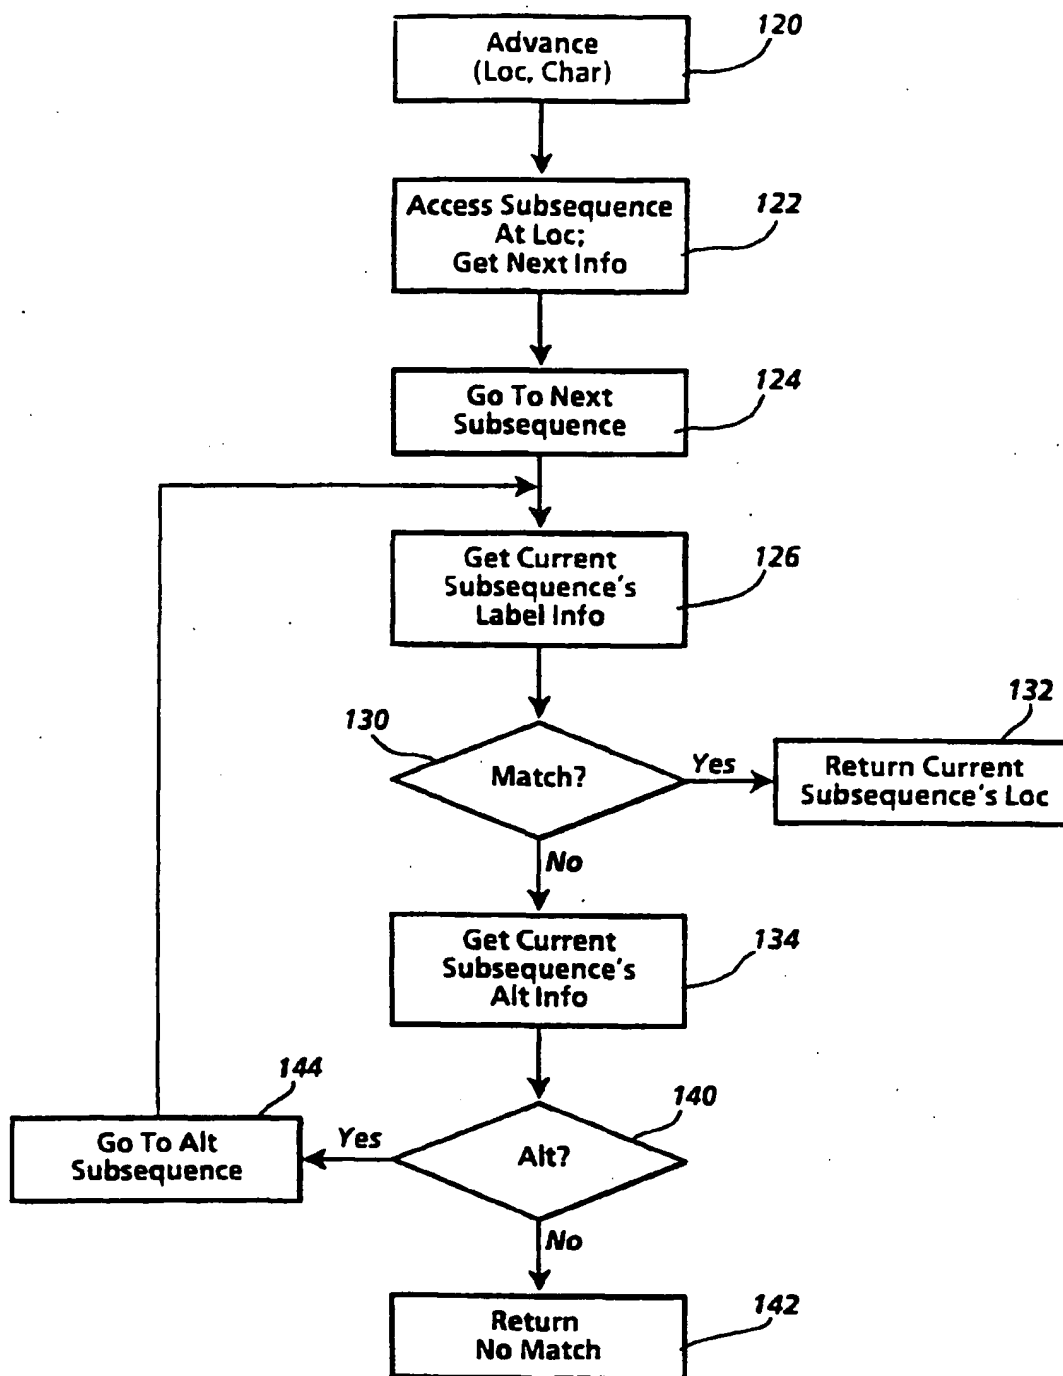 120
Advance
(Loc, Char)
122
Access Subsequence
At Loc;
Get Next Info
124
Go To Next
Subsequence
126
Get Current
Subsequence's
Label Info
130
Match?
Yes
132
Return Current
Subsequence's Loc
No
134
Get Current
Subsequence's
Alt Info
140
Alt?
Yes
144
Go To Alt
Subsequence
No
142
Return
No Match